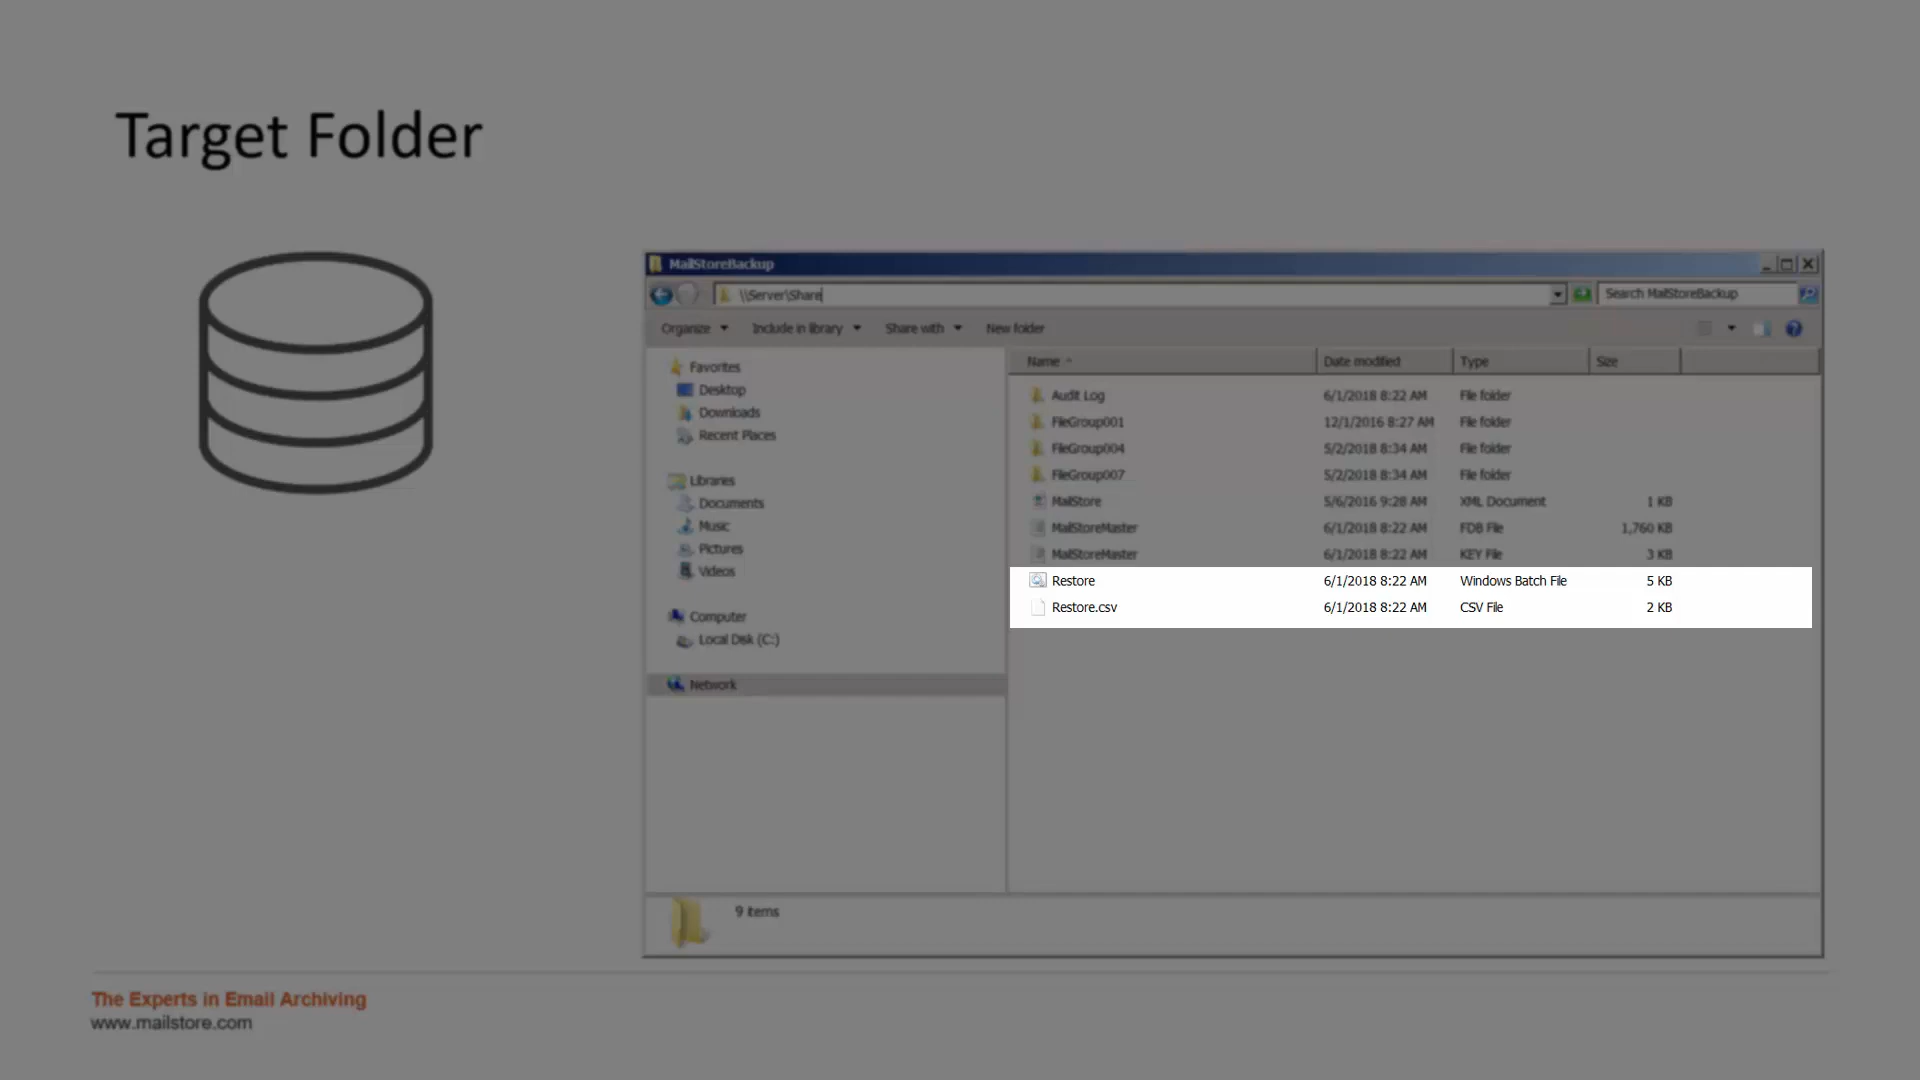 Target Folder
MailStoreBackup
\\Server\Share
Search MailStoreBackup
Organize Include in library Share with New folder
Favorites
Desktop
Downloads
Recent Places
Libraries
Documents
Music
Pictures
Videos
Computer
Local Disk (C:)
Network
Name Date modified Type Size
Audit Log 6/1/2018 8:22 AM File folder
FileGroup001 12/1/2016 8:27 AM File folder
FileGroup004 5/2/2018 8:34 AM File folder
FileGroup007 5/2/2018 8:34 AM File folder
MailStore 5/6/2016 9:28 AM XML Document 1 KB
MailStoreMaster 6/1/2018 8:22 AM FDB File 1,760 KB
MailStoreMaster 6/1/2018 8:22 AM KEY File 3 KB
Restore 6/1/2018 8:22 AM Windows Batch File 5 KB
Restore.csv 6/1/2018 8:22 AM CSV File 2 KB
9 items
The Experts in Email Archiving
www.mailstore.com